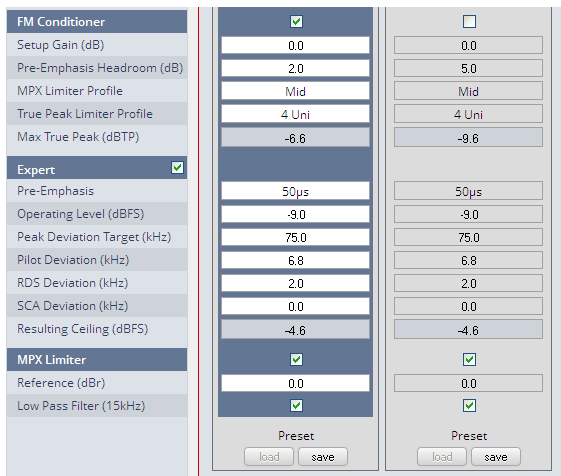 FM Conditioner
Setup Gain (dB) 0.0 0.0
Pre-Emphasis Headroom (dB) 2.0 5.0
MPX Limiter Profile Mid Mid
True Peak Limiter Profile 4 Uni 4 Uni
Max True Peak (dBTP) -6.6 -9.6
Expert
Pre-Emphasis 50µs 50µs
Operating Level (dBFS) -9.0 -9.0
Peak Deviation Target (kHz) 75.0 75.0
Pilot Deviation (kHz) 6.8 6.8
RDS Deviation (kHz) 2.0 2.0
SCA Deviation (kHz) 0.0 0.0
Resulting Ceiling (dBFS) -4.6 -4.6
MPX Limiter
Reference (dBr) 0.0 0.0
Low Pass Filter (15kHz)
Preset Preset
load save load save